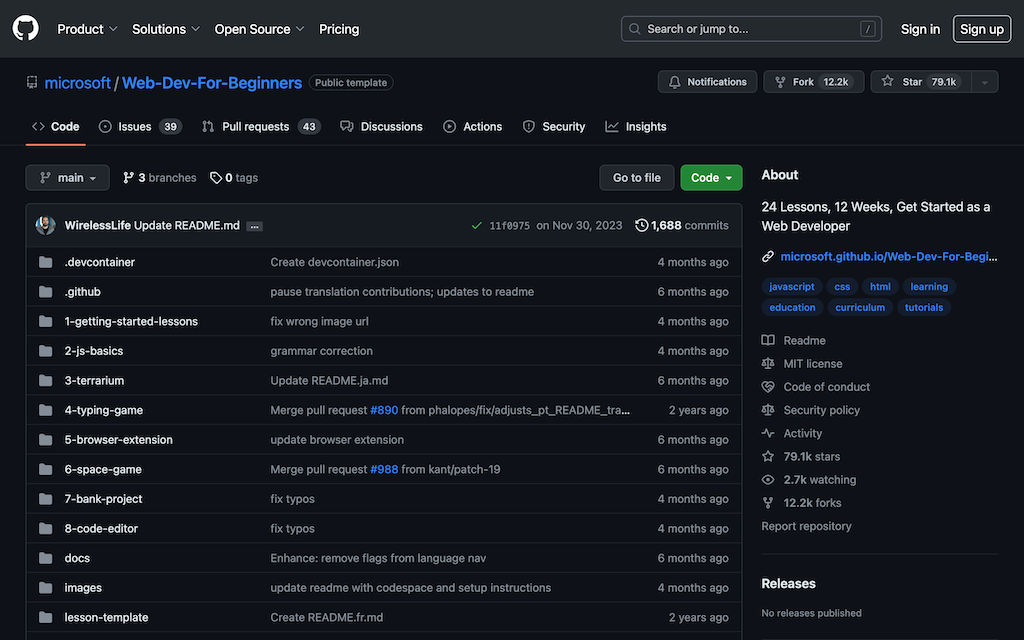 Product Solutions Open Source Pricing Search or jump to... / Sign in Sign up
microsoft / Web-Dev-For-Beginners Public template Notifications Fork 12.2k Star 79.1k
Code Issues 39 Pull requests 43 Discussions Actions Security Insights
main 3 branches 0 tags Go to file Code
WirelessLife Update README.md ... 11f0975 on Nov 30, 2023 1,688 commits
.devcontainer Create devcontainer.json 4 months ago
.github pause translation contributions; updates to readme 6 months ago
1-getting-started-lessons fix wrong image url 4 months ago
2-js-basics grammar correction 4 months ago
3-terrarium Update README.ja.md 6 months ago
4-typing-game Merge pull request #890 from phalopes/fix/adjusts_pt_README_tra... 2 years ago
5-browser-extension update browser extension 6 months ago
6-space-game Merge pull request #988 from kant/patch-19 6 months ago
7-bank-project fix typos 4 months ago
8-code-editor fix typos 4 months ago
docs Enhance: remove flags from language nav 6 months ago
images update readme with codespace and setup instructions 4 months ago
lesson-template Create README.fr.md 2 years ago
About
24 Lessons, 12 Weeks, Get Started as a
Web Developer
microsoft.github.io/Web-Dev-For-Begi...
javascript css html learning
education curriculum tutorials
Readme
MIT license
Code of conduct
Security policy
Activity
79.1k stars
2.7k watching
12.2k forks
Report repository
Releases
No releases published